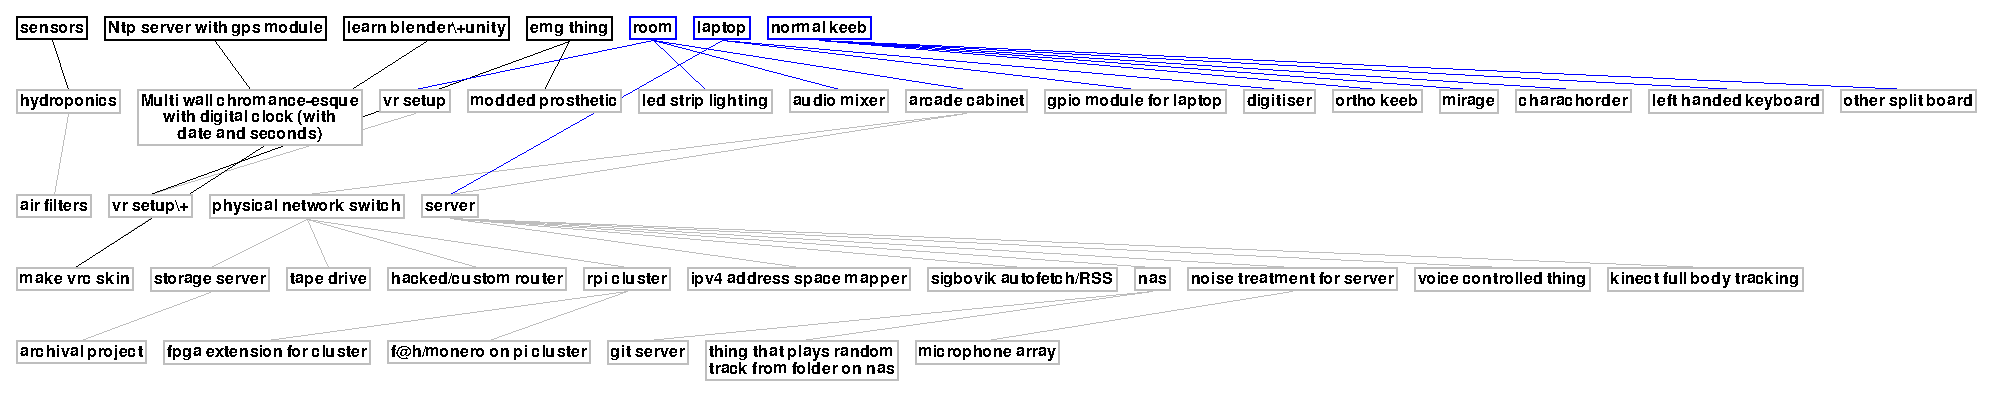 sensors
Ntp server with gps module
learn blender\+unity
emg thing
room
laptop
normal keeb
hydroponics
Multi wall chromance-esque
with digital clock (with
date and seconds)
vr setup
modded prosthetic
led strip lighting
audio mixer
arcade cabinet
gpio module for laptop
digitiser
ortho keeb
mirage
charachorder
left handed keyboard
other split board
air filters
vr setup\+
physical network switch
server
make vrc skin
storage server
tape drive
hacked/custom router
rpi cluster
ipv4 address space mapper
sigbovik autofetch/RSS
nas
noise treatment for server
voice controlled thing
kinect full body tracking
archival project
fpga extension for cluster
f@h/monero on pi cluster
git server
thing that plays random
track from folder on nas
microphone array